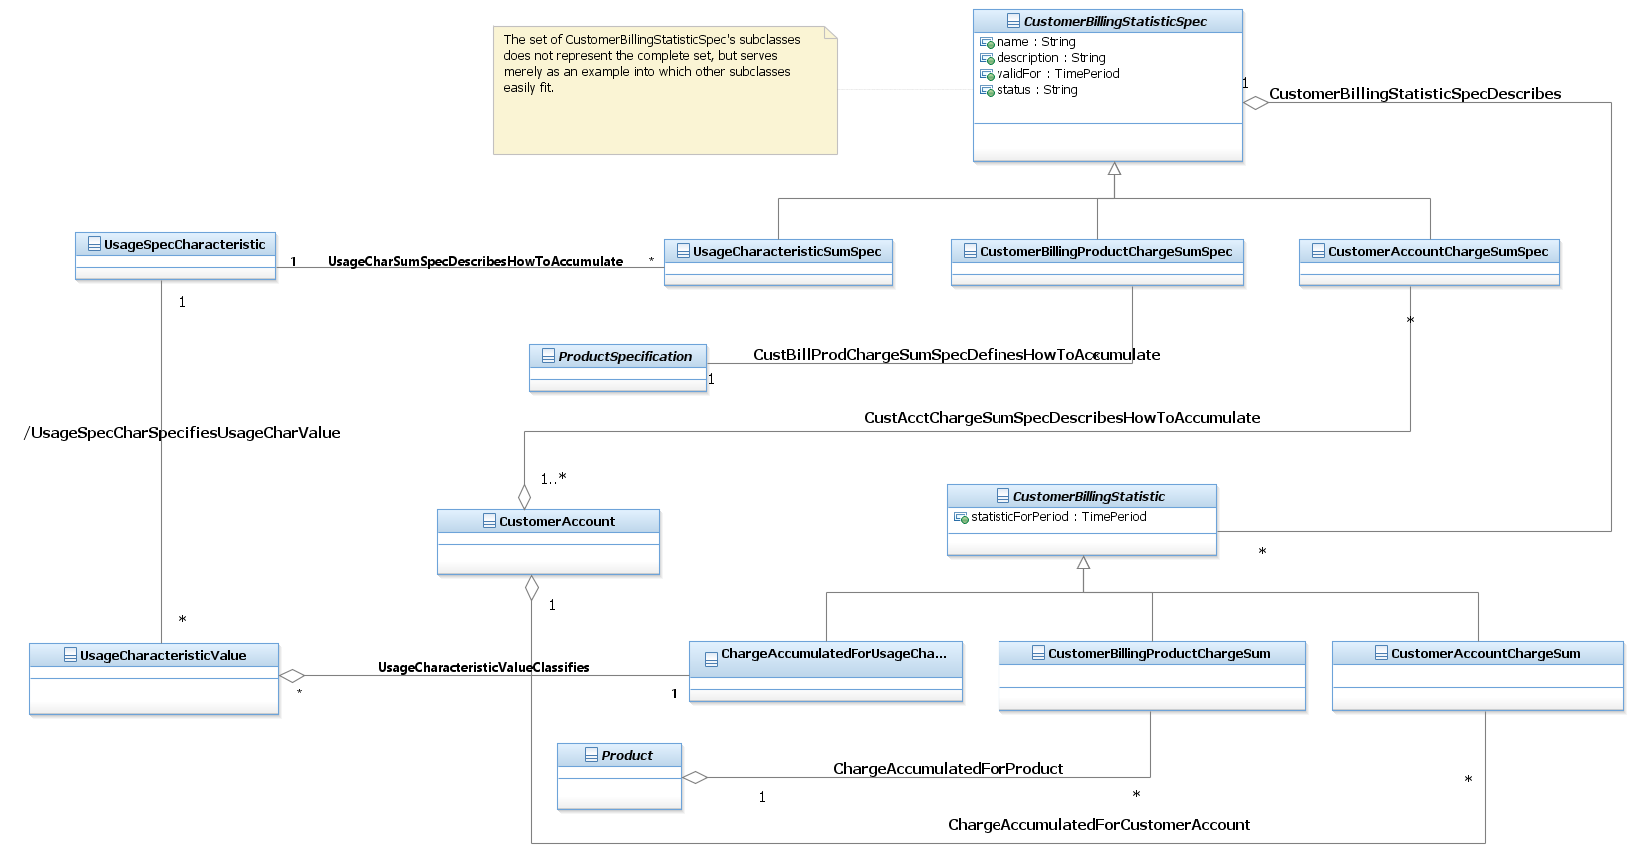 CustomerBillingStatisticSpec
name : String
description : String
validFor : TimePeriod
status : String
The set of CustomerBillingStatisticSpec's subclasses
does not represent the complete set, but serves
merely as an example into which other subclasses
easily fit.
1
CustomerBillingStatisticSpecDescribes
UsageSpecCharacteristic
1
UsageCharSumSpecDescribesHowToAccumulate
*
UsageCharacteristicSumSpec
CustomerBillingProductChargeSumSpec
CustomerAccountChargeSumSpec
1
*
ProductSpecification
1
CustBillProdChargeSumSpecDefinesHowToAccumulate
*
CustAcctChargeSumSpecDescribesHowToAccumulate
/UsageSpecCharSpecifiesUsageCharValue
1..*
CustomerAccount
1
CustomerBillingStatistic
statisticForPeriod : TimePeriod
*
*
UsageCharacteristicValue
*
UsageCharacteristicValueClassifies
1
ChargeAccumulatedForUsageCha...
CustomerBillingProductChargeSum
CustomerAccountChargeSum
Product
1
ChargeAccumulatedForProduct
*
*
ChargeAccumulatedForCustomerAccount